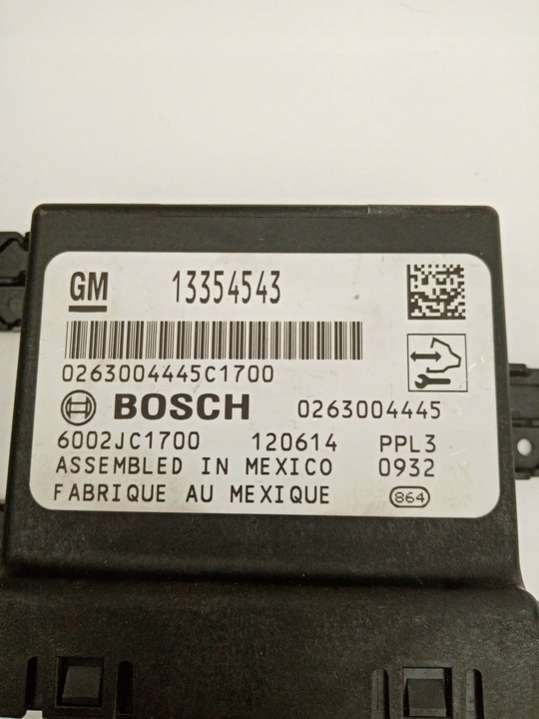 GM 13354543
0263004445C1700
BOSCH 0263004445
6002JC1700 120614 PPL3
ASSEMBLED IN MEXICO 0932
FABRIQUE AU MEXIQUE 864